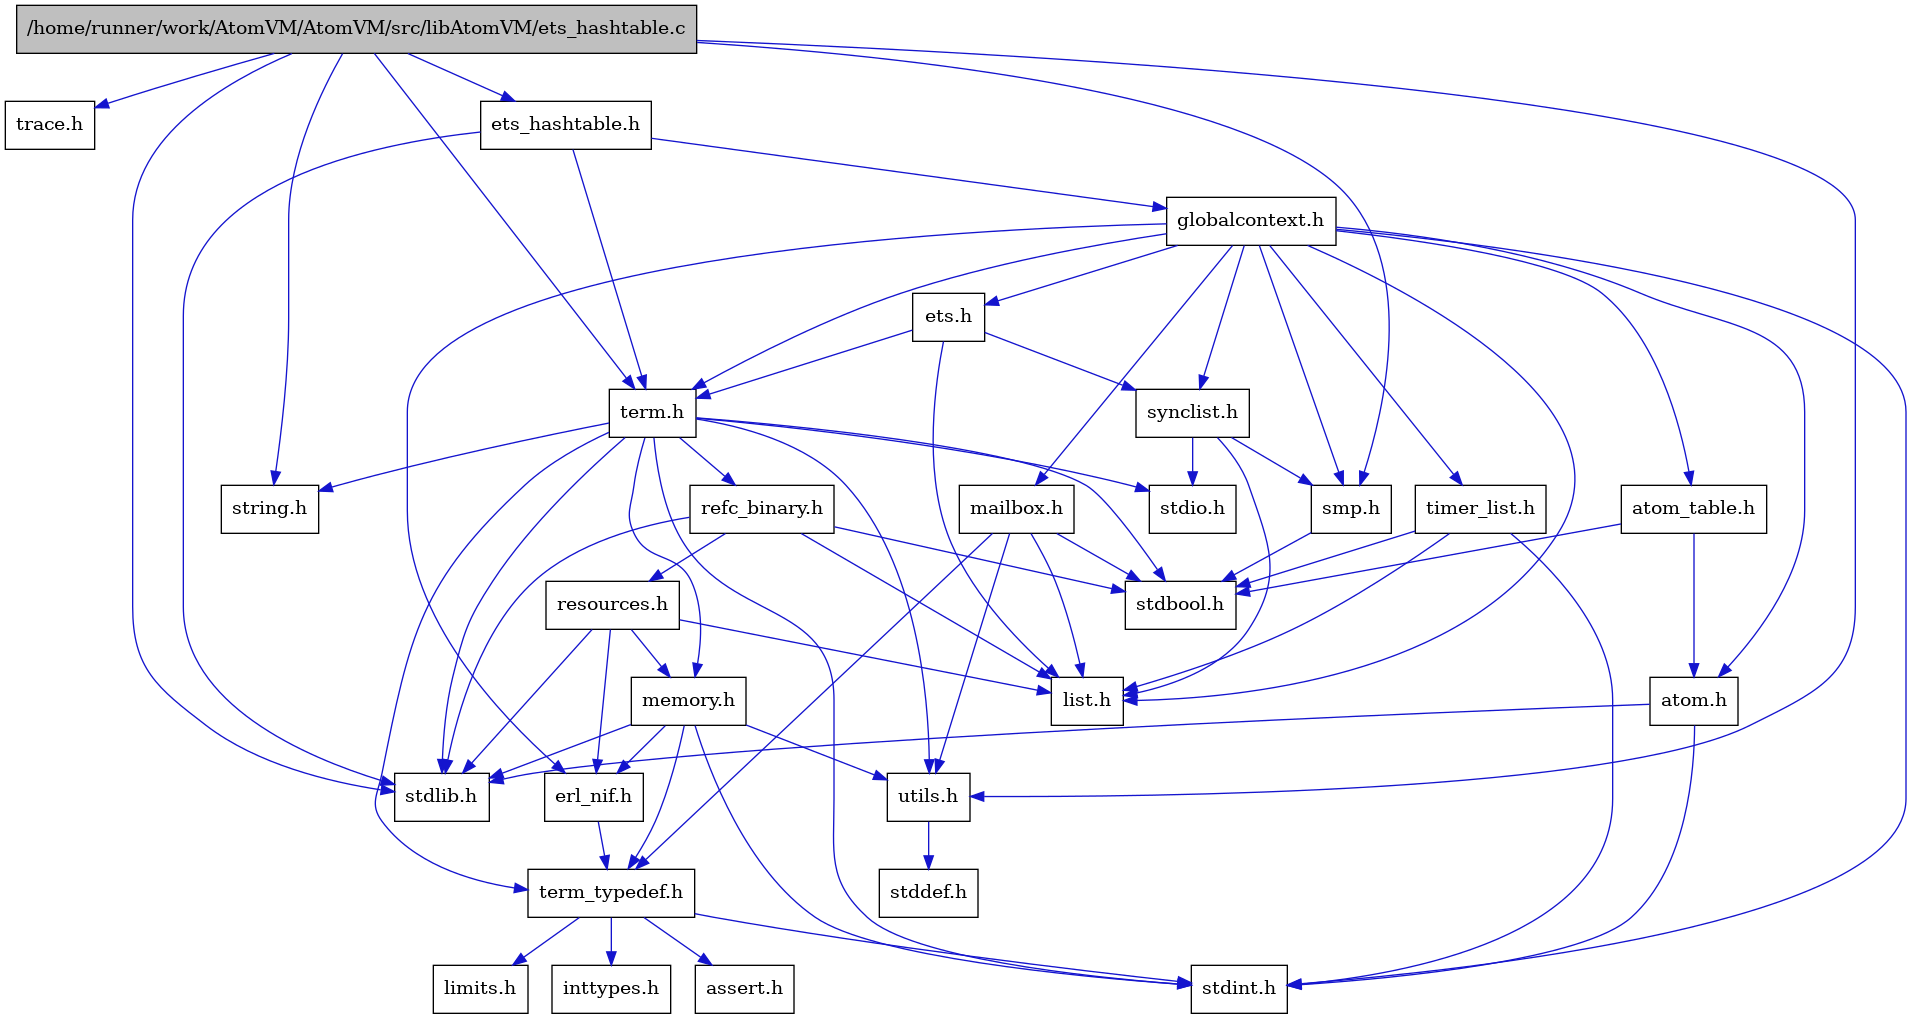 /home/runner/work/AtomVM/AtomVM/src/libAtomVM/ets_hashtable.c
trace.h
ets_hashtable.h
globalcontext.h
ets.h
term.h
synclist.h
string.h
refc_binary.h
mailbox.h
stdio.h
smp.h
timer_list.h
atom_table.h
resources.h
stdbool.h
memory.h
list.h
atom.h
stdlib.h
erl_nif.h
utils.h
term_typedef.h
stddef.h
limits.h
inttypes.h
assert.h
stdint.h